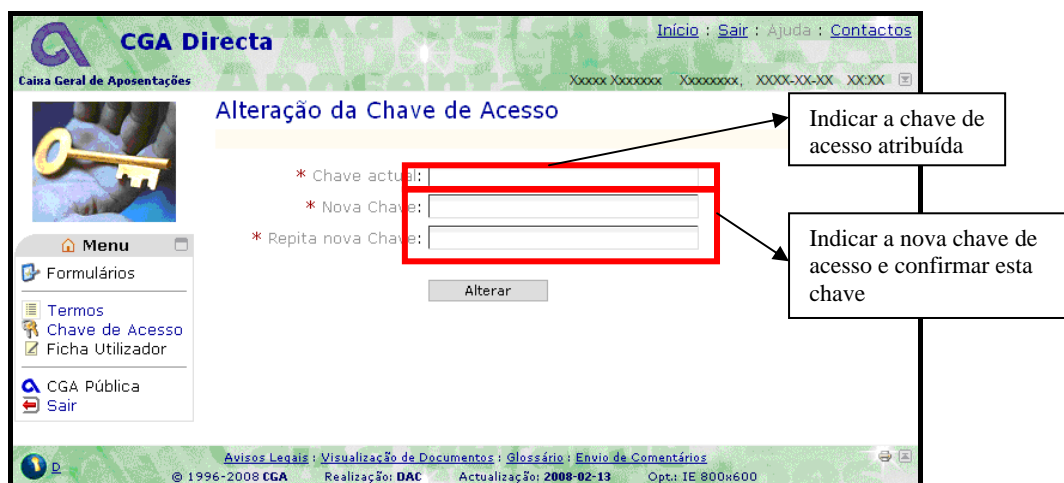 CGA Directa
Caixa Geral de Aposentações
Início : Sair : Ajuda : Contactos
Xxxxx Xxxxxxx Xxxxxxxx, XXXX-XX-XX XX:XX
Alteração da Chave de Acesso
Indicar a chave de
acesso atribuída
* Chave actual:
* Nova Chave:
* Repita nova Chave:
Alterar
Indicar a nova chave de
acesso e confirmar esta
chave
Menu
Formulários
Termos
Chave de Acesso
Ficha Utilizador
CGA Pública
Sair
D
Avisos Legais : Visualização de Documentos : Glossário : Envio de Comentários
© 1996-2008 CGA Realização: DAC Actualização: 2008-02-13 Opt.: IE 800x600